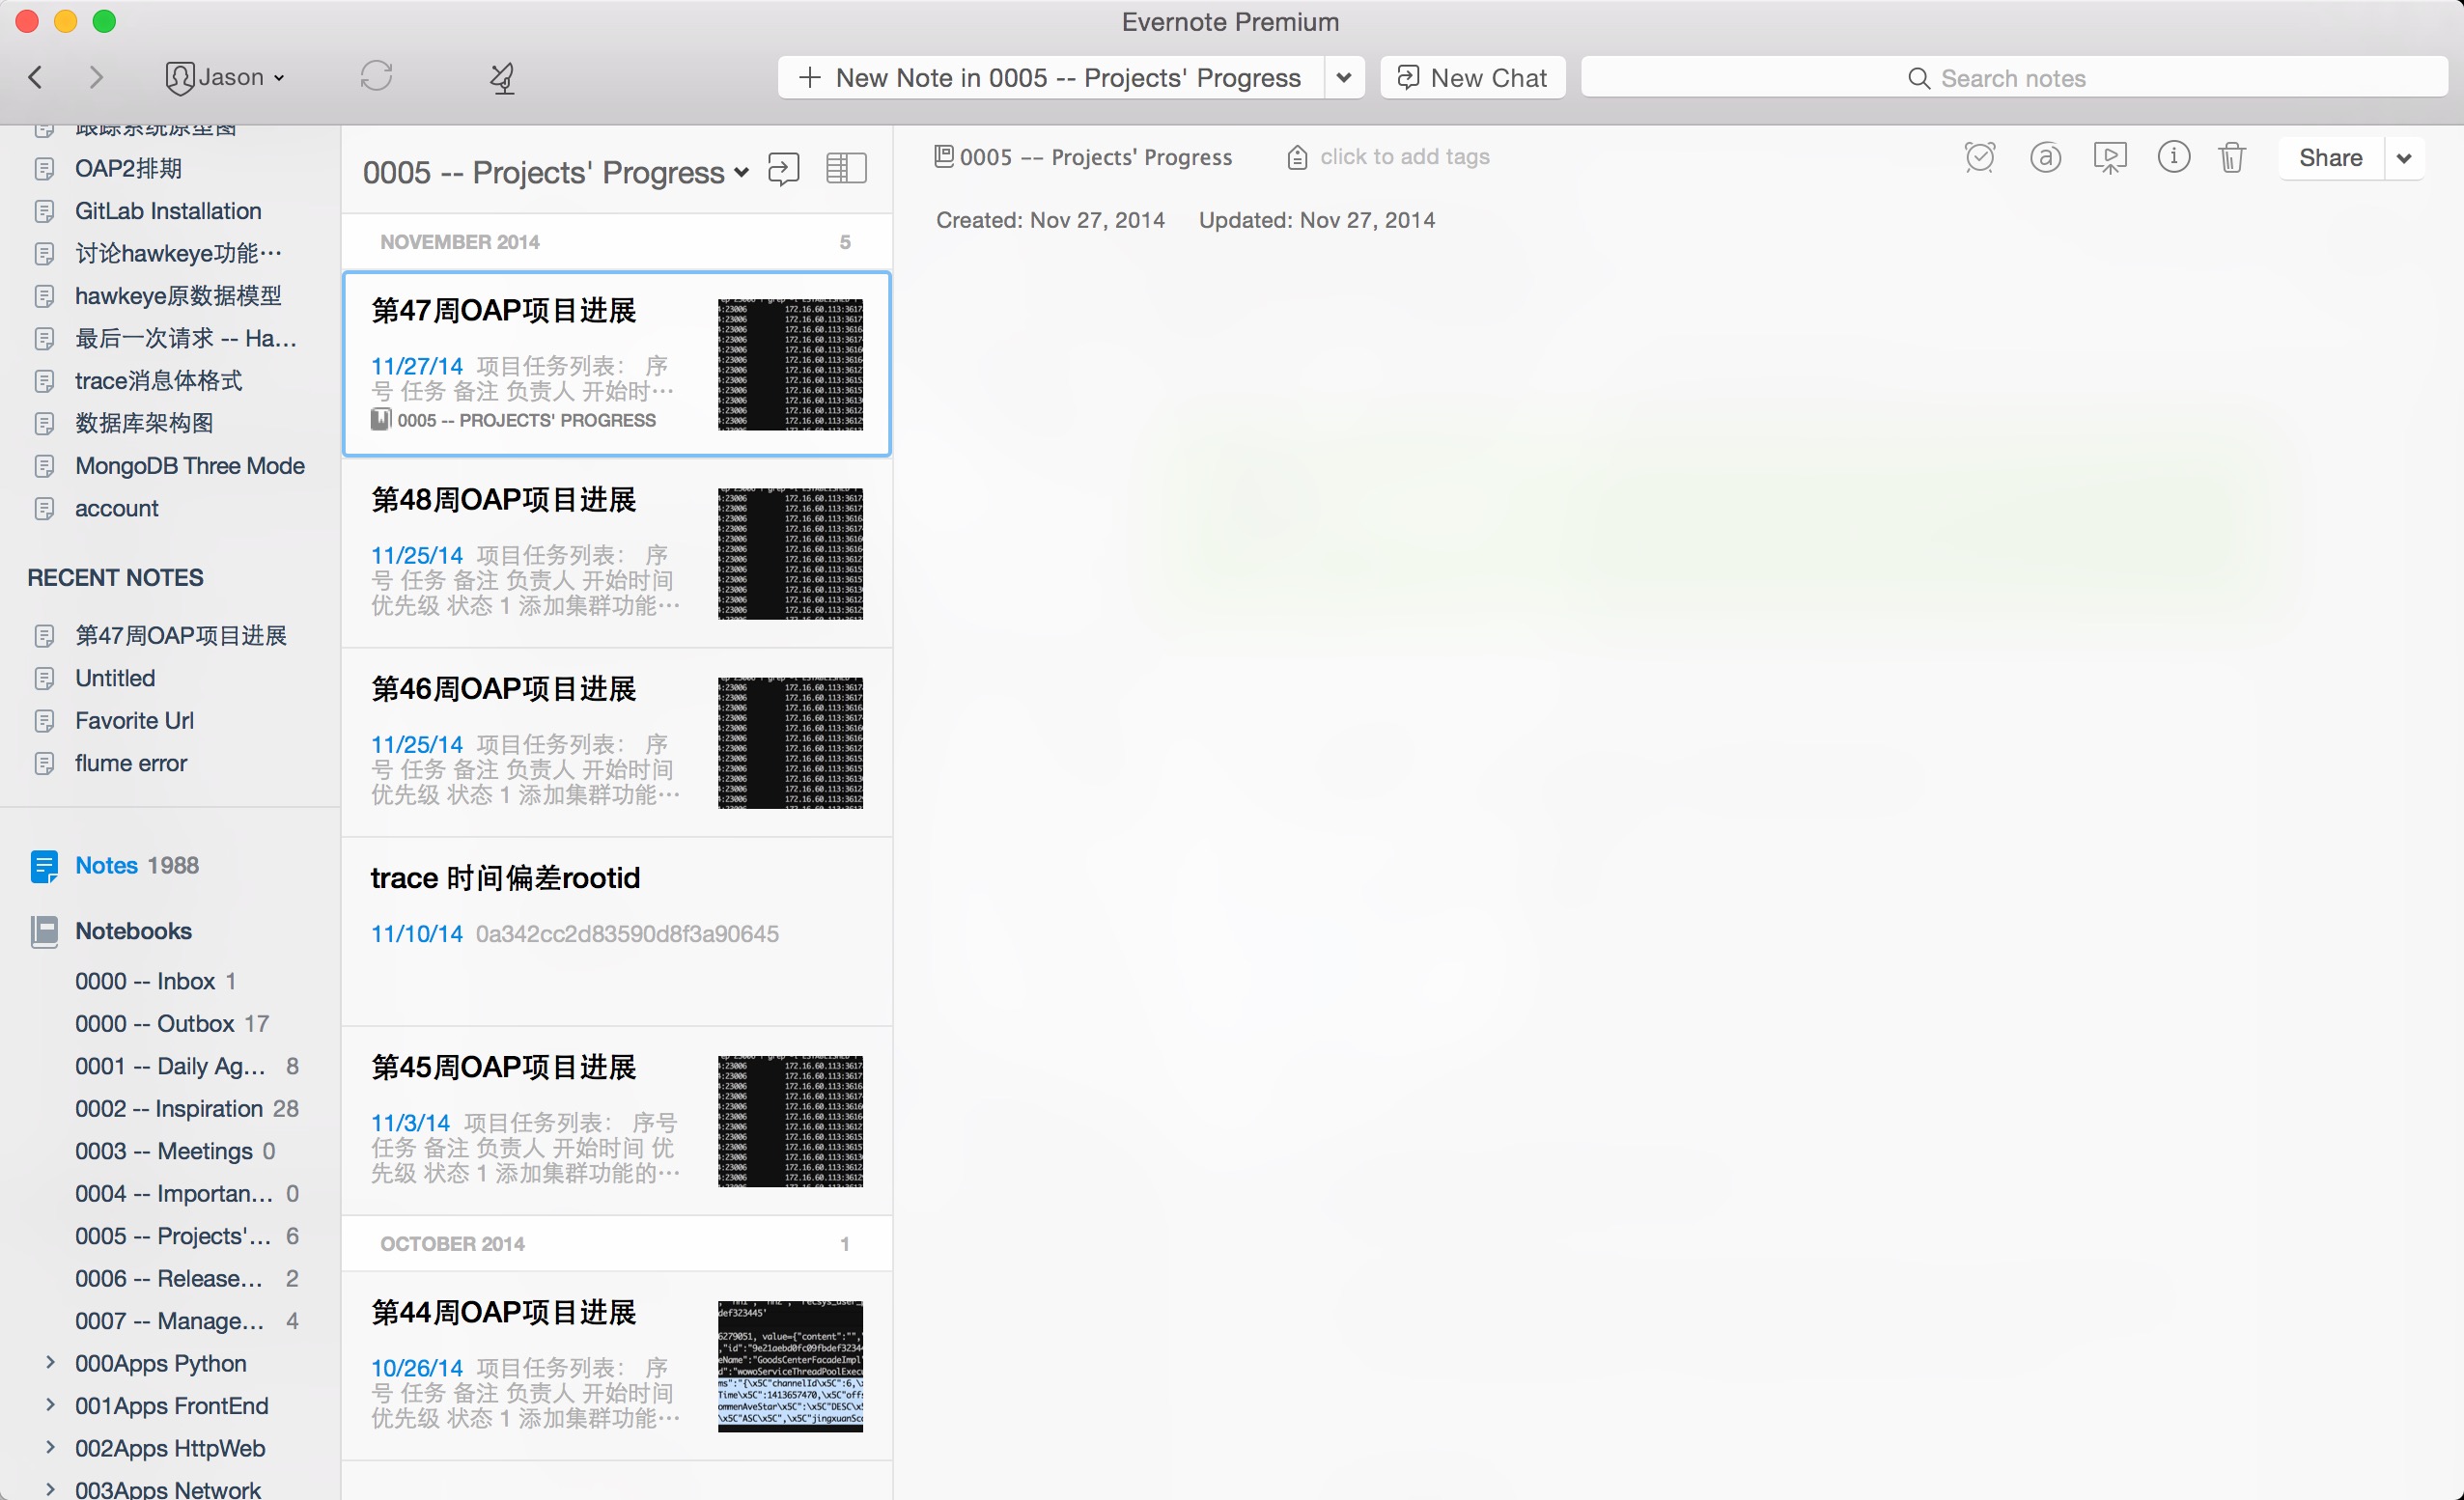 Evernote Premium
Jason
New Note in 0005 -- Projects' Progress
New Chat
Search notes
跟踪系统原型图
OAP2排期
GitLab Installation
讨论hawkeye功能…
hawkeye原数据模型
最后一次请求 -- Ha…
trace消息体格式
数据库架构图
MongoDB Three Mode
account
RECENT NOTES
第47周OAP项目进展
Untitled
Favorite Url
flume error
Notes 1988
Notebooks
0000 -- Inbox 1
0000 -- Outbox 17
0001 -- Daily Ag… 8
0002 -- Inspiration 28
0003 -- Meetings 0
0004 -- Importan… 0
0005 -- Projects'… 6
0006 -- Release… 2
0007 -- Manage… 4
000Apps Python
001Apps FrontEnd
002Apps HttpWeb
003Apps Network
0005 -- Projects' Progress
NOVEMBER 2014 5
第47周OAP项目进展
11/27/14 项目任务列表： 序
号 任务 备注 负责人 开始时…
0005 -- PROJECTS' PROGRESS
第48周OAP项目进展
11/25/14 项目任务列表： 序
号 任务 备注 负责人 开始时间
优先级 状态 1 添加集群功能…
第46周OAP项目进展
11/25/14 项目任务列表： 序
号 任务 备注 负责人 开始时间
优先级 状态 1 添加集群功能…
trace 时间偏差rootid
11/10/14 0a342cc2d83590d8f3a90645
第45周OAP项目进展
11/3/14 项目任务列表： 序号
任务 备注 负责人 开始时间 优
先级 状态 1 添加集群功能的…
OCTOBER 2014 1
第44周OAP项目进展
10/26/14 项目任务列表： 序
号 任务 备注 负责人 开始时间
优先级 状态 1 添加集群功能…
0005 -- Projects' Progress
click to add tags
Share
Created: Nov 27, 2014 Updated: Nov 27, 2014